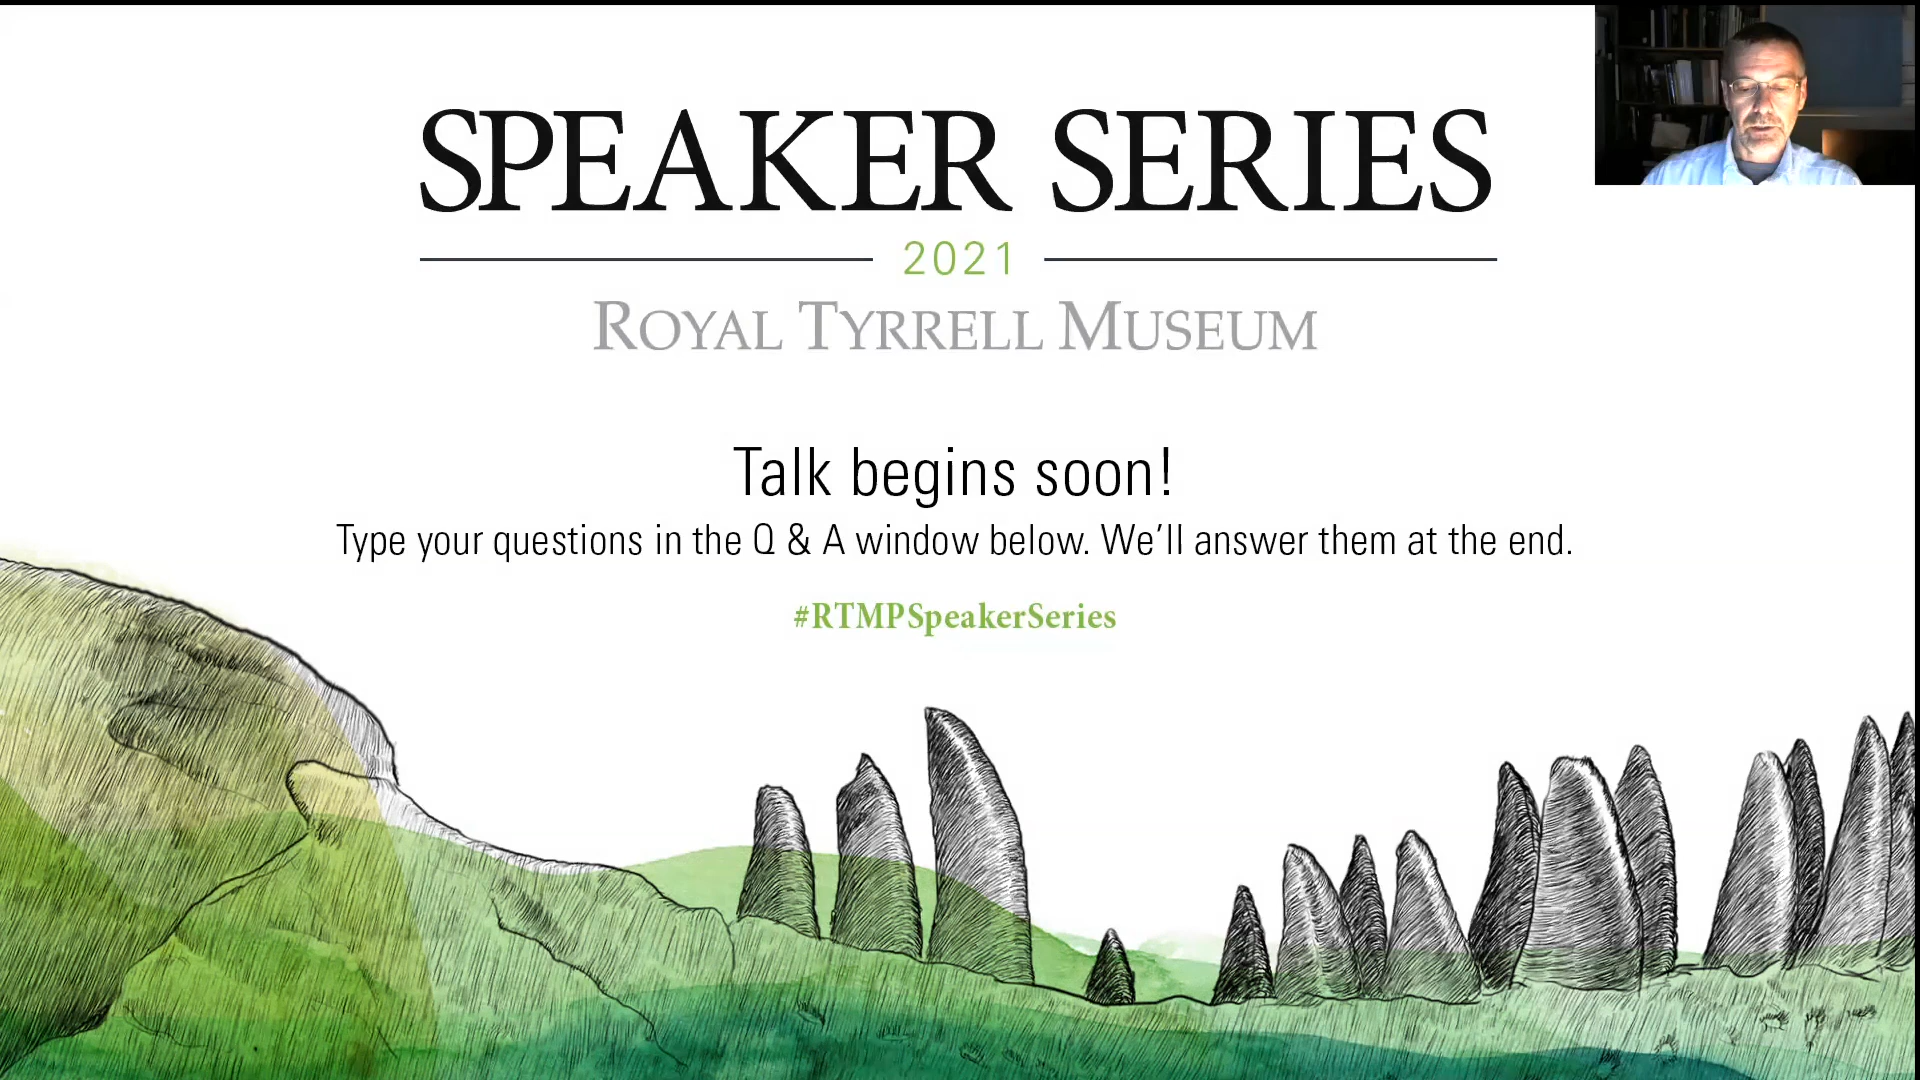 SPEAKER SERIES
2021
ROYAL TYRRELL MUSEUM
Talk begins soon!
Type your questions in the Q & A window below. We'll answer them at the end.
#RTMPSpeakerSeries